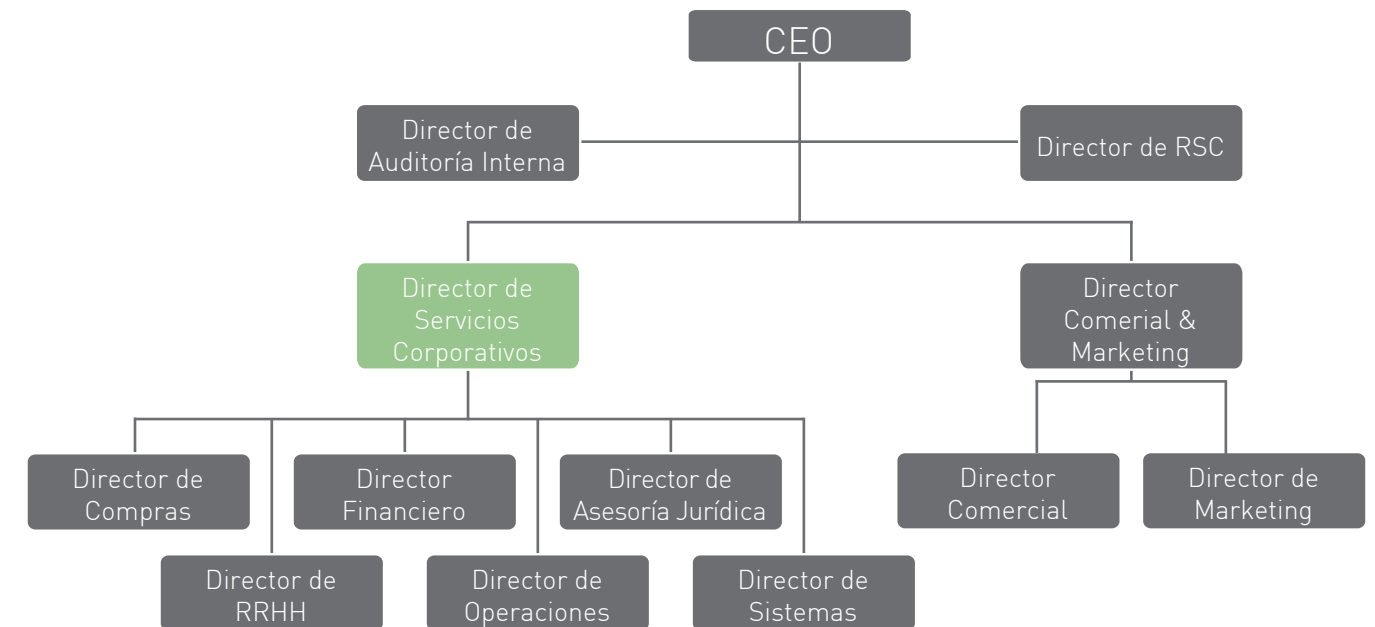 CEO
Director de
Auditoría Interna
Director de RSC
Director de
Servicios
Corporativos
Director
Comerial &
Marketing
Director de
Compras
Director
Financiero
Director de
Asesoría Jurídica
Director
Comercial
Director de
Marketing
Director de
RRHH
Director de
Operaciones
Director de
Sistemas